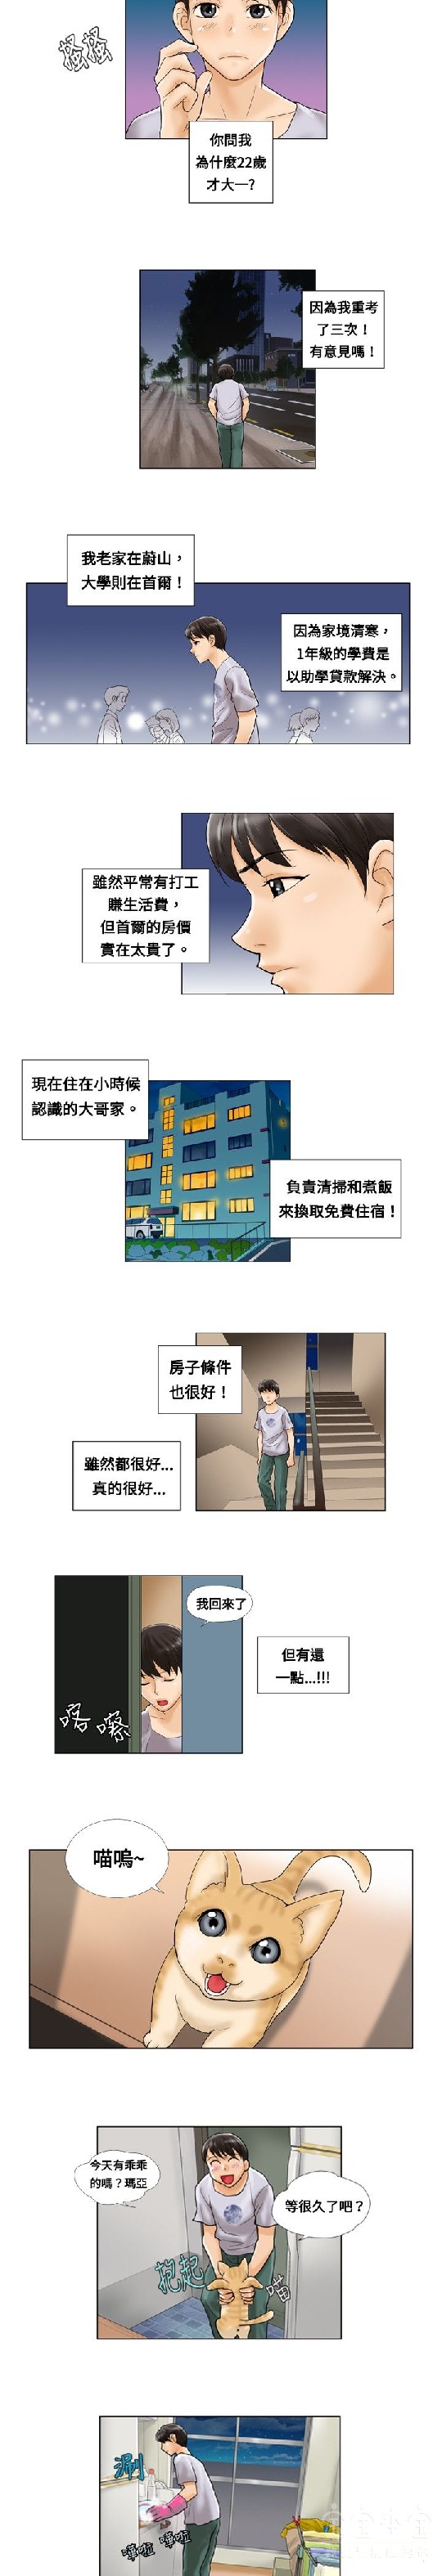 搔搔
你問我
為什麼22歲
才大一?
因為我重考
了三次！
有意見嗎！
我老家在蔚山，
大學則在首爾！
因為家境清寒，
1年級的學費是
以助學貸款解決。
雖然平常有打工
賺生活費，
但首爾的房價
實在太貴了。
現在住在小時候
認識的大哥家。
負責清掃和煮飯
來換取免費住宿！
房子條件
也很好！
雖然都很好...
真的很好...
我回來了
但有還
一點...!!!
喀嚓
喵嗚~
今天有乖乖
的嗎？瑪亞
等很久了吧？
抱起
喵
涮
嘩啦 嘩啦